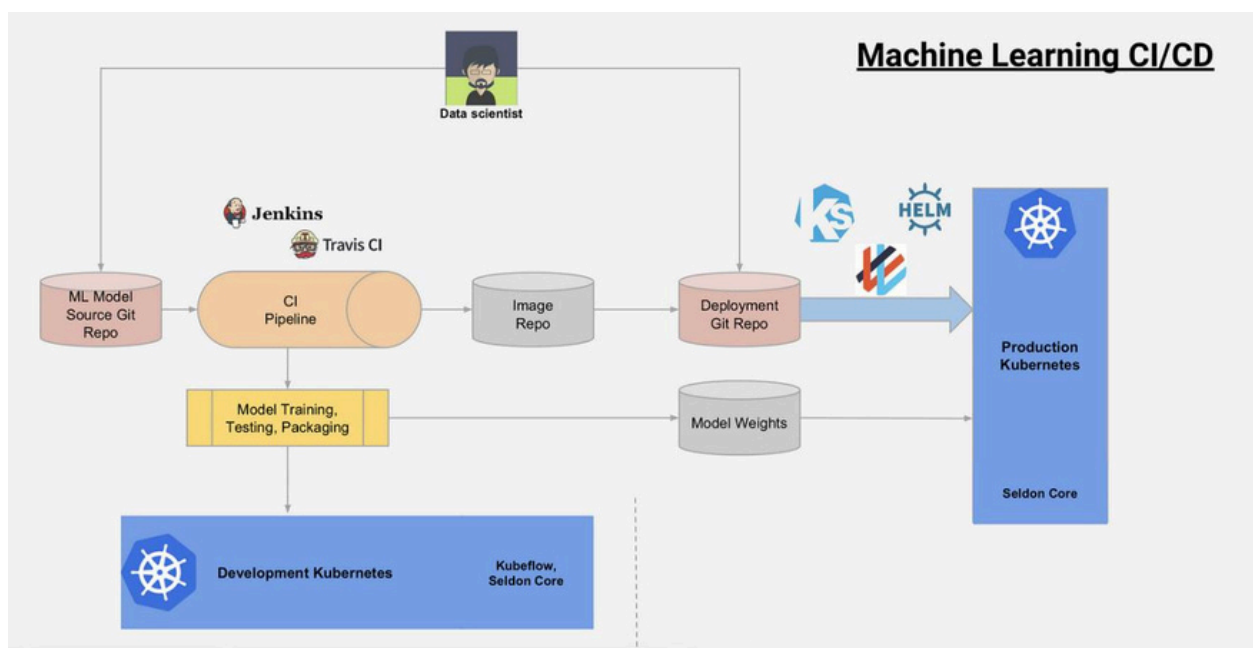 Machine Learning CI/CD
Data scientist
Jenkins
Travis CI
Ks
HELM
ML Model
Source Git
Repo
CI
Pipeline
Image
Repo
Deployment
Git Repo
Production
Kubernetes
Seldon Core
Model Training,
Testing, Packaging
Model Weights
Development Kubernetes
Kubeflow,
Seldon Core